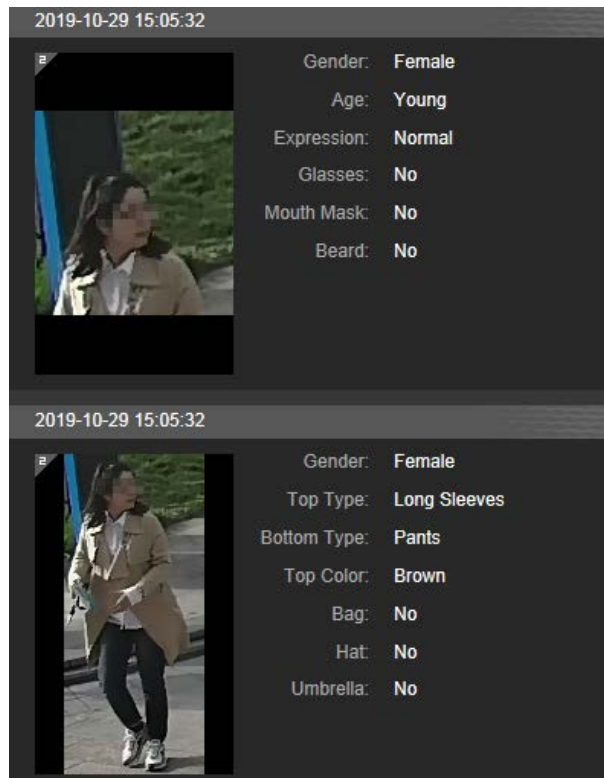 2019-10-29 15:05:32
2
Gender: Female
Age: Young
Expression: Normal
Glasses: No
Mouth Mask: No
Beard: No
2019-10-29 15:05:32
2
Gender: Female
Top Type: Long Sleeves
Bottom Type: Pants
Top Color: Brown
Bag: No
Hat: No
Umbrella: No